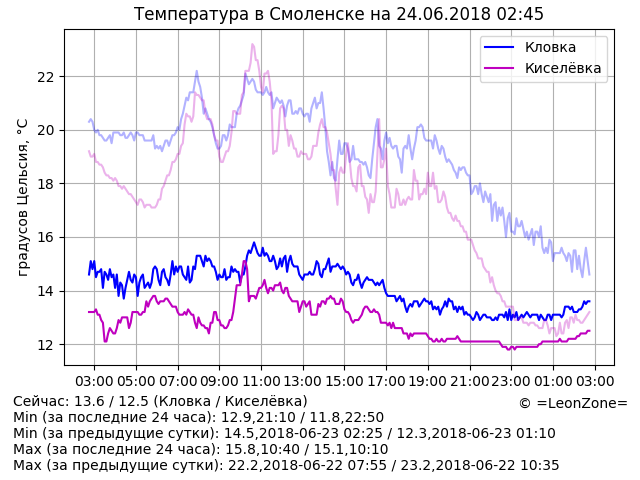 Температура в Смоленске на 24.06.2018 02:45
Кловка
Киселёвка
градусов Цельсия, °C
22
20
18
16
14
12
03:00 05:00 07:00 09:00 11:00 13:00 15:00 17:00 19:00 21:00 23:00 01:00 03:00
Сейчас: 13.6 / 12.5 (Кловка / Киселёвка)
© =LeonZone=
Min (за последние 24 часа): 12.9,21:10 / 11.8,22:50
Min (за предыдущие сутки): 14.5,2018-06-23 02:25 / 12.3,2018-06-23 01:10
Max (за последние 24 часа): 15.8,10:40 / 15.1,10:10
Max (за предыдущие сутки): 22.2,2018-06-22 07:55 / 23.2,2018-06-22 10:35